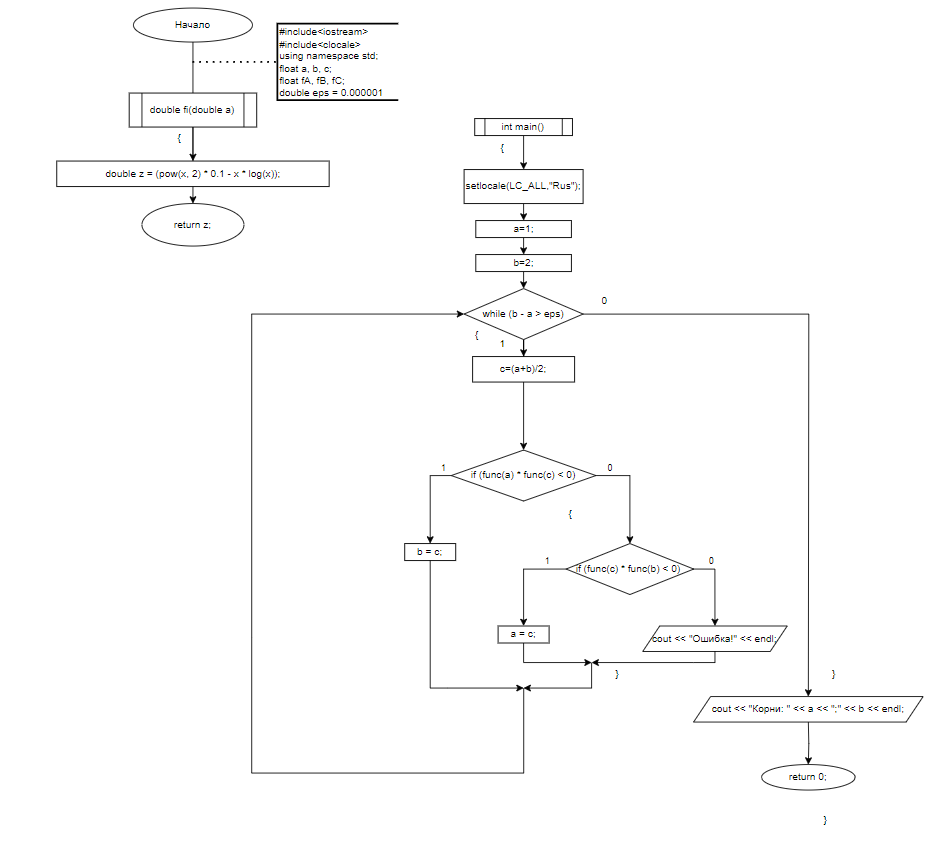 Начало
#include<iostream>
#include<clocale>
using namespace std;
float a, b, c;
float fA, fB, fC;
double eps = 0.000001
double fi(double a)
{
double z = (pow(x, 2) * 0.1 - x * log(x));
return z;
int main()
{
setlocale(LC_ALL,"Rus");
a=1;
b=2;
while (b - a > eps)
0
{
1
c=(a+b)/2;
if (func(a) * func(c) < 0)
1
0
{
b = c;
if (func(c) * func(b) < 0)
1
0
a = c;
cout << "Ошибка!" << endl;
}
}
cout << "Корни: " << a << ";" << b << endl;
return 0;
}